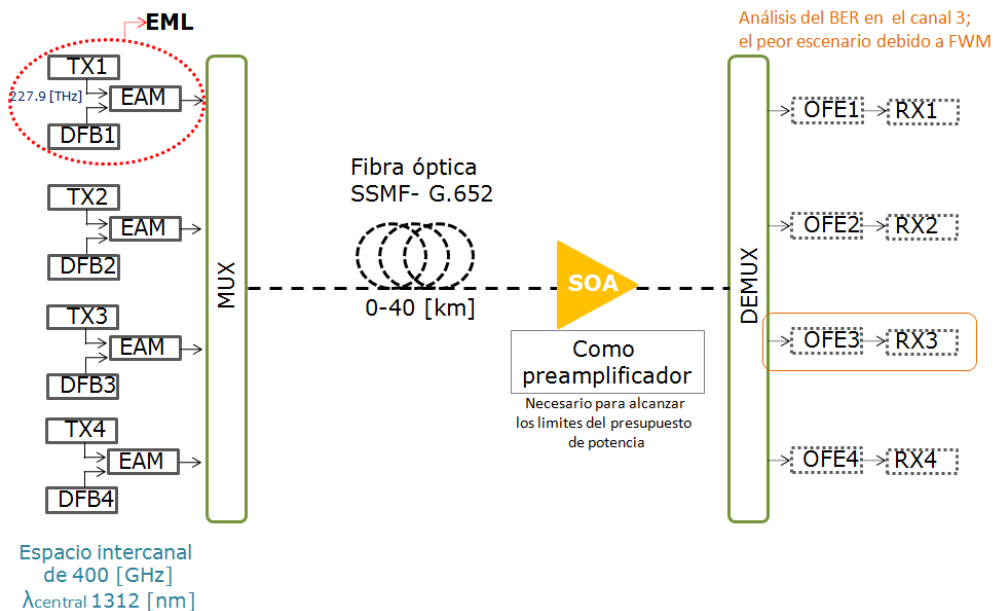 EML
Análisis del BER en el canal 3;
el peor escenario debido a FWM
TX1
227.9 [THz]
EAM
DFB1
TX2
EAM
DFB2
TX3
EAM
DFB3
TX4
EAM
DFB4
MUX
Fibra óptica
SSMF- G.652
0-40 [km]
SOA
Como
preamplificador
Necesario para alcanzar
los limites del presupuesto
de potencia
DEMUX
OFE1
RX1
OFE2
RX2
OFE3
RX3
OFE4
RX4
Espacio intercanal
de 400 [GHz]
λcentral 1312 [nm]